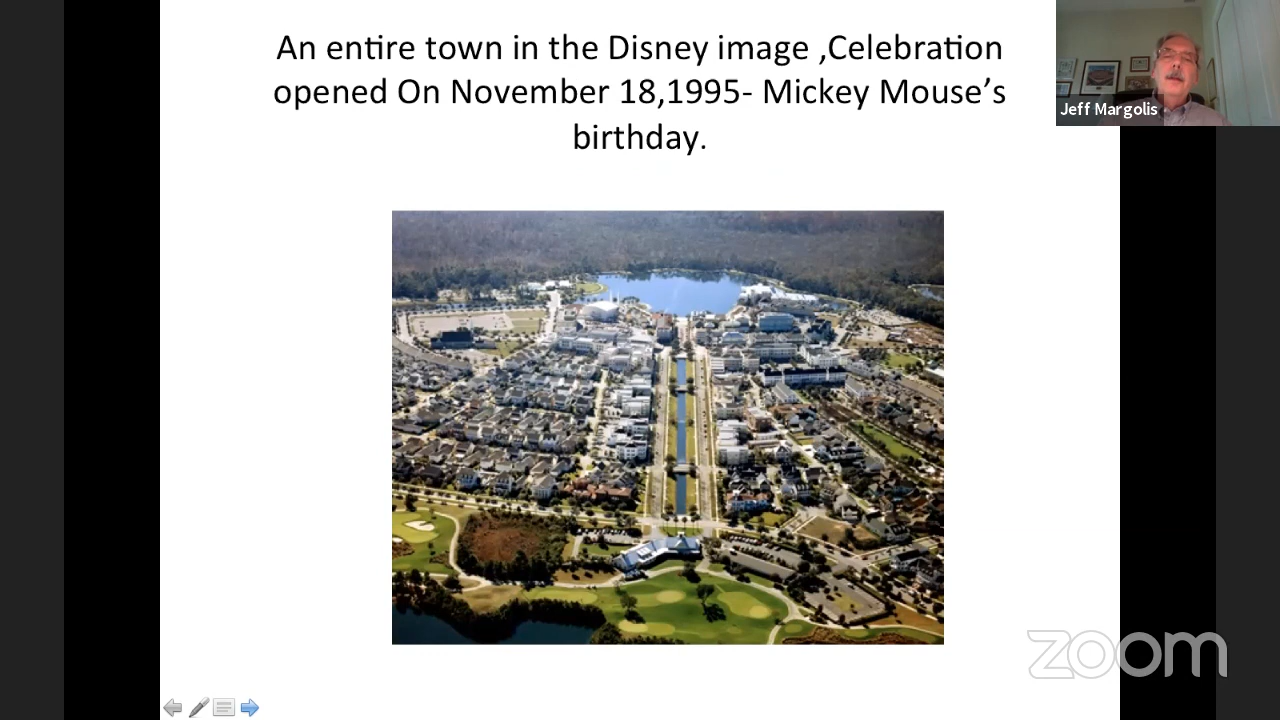 An entire town in the Disney image ,Celebration
opened On November 18,1995- Mickey Mouse's
birthday.
Jeff Margolis
zoom